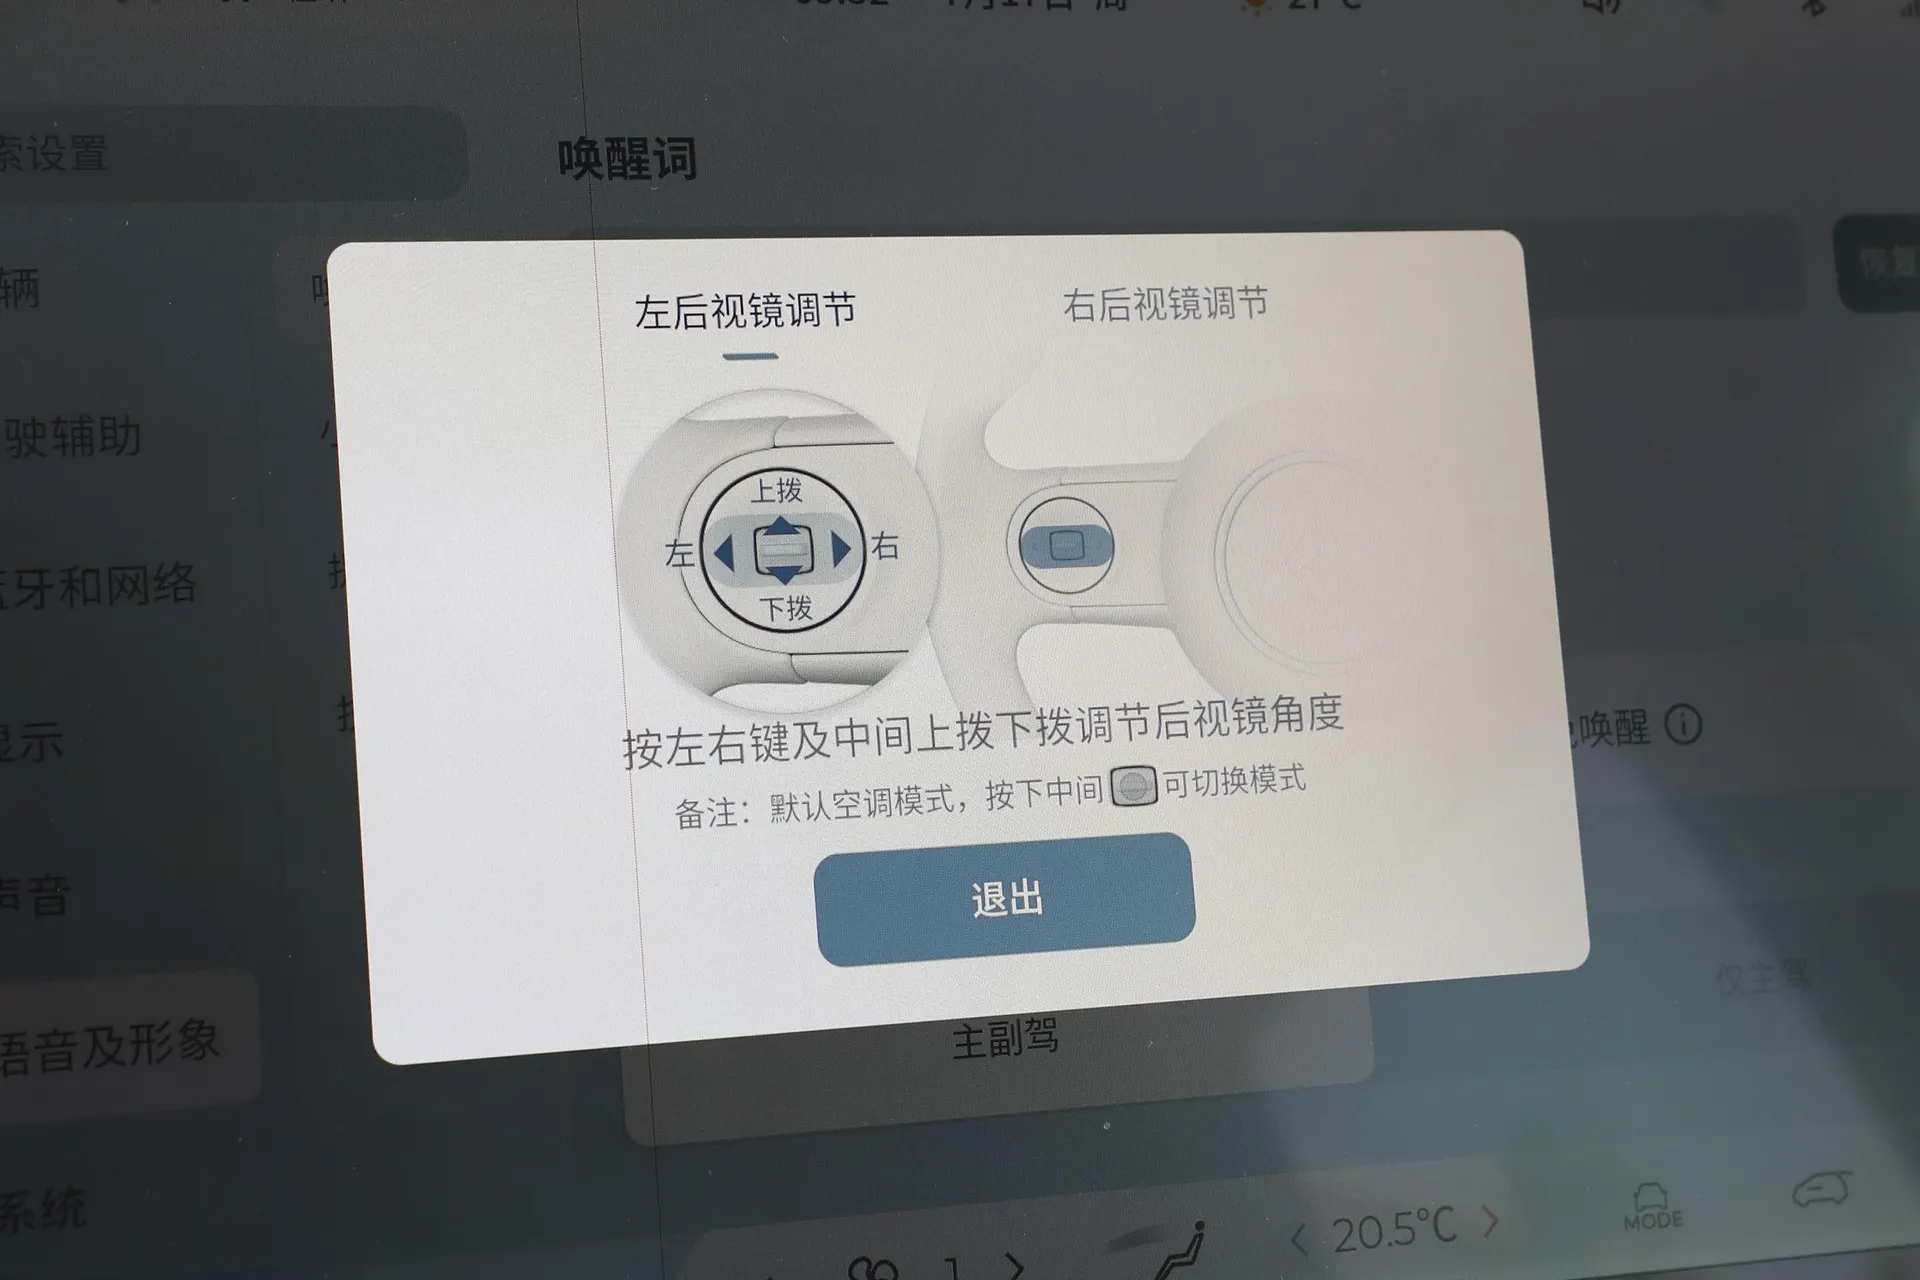 索设置
唤醒词
辆
恢复
左后视镜调节
右后视镜调节
驶辅助
上拨
左
右
下拨
牙和网络
按左右键及中间上拨下拨调节后视镜角度
显示
唤醒
备注：默认空调模式，按下中间 可切换模式
声音
退出
仅主驾
语音及形象
主副驾
系统
1
20.5°C
MODE